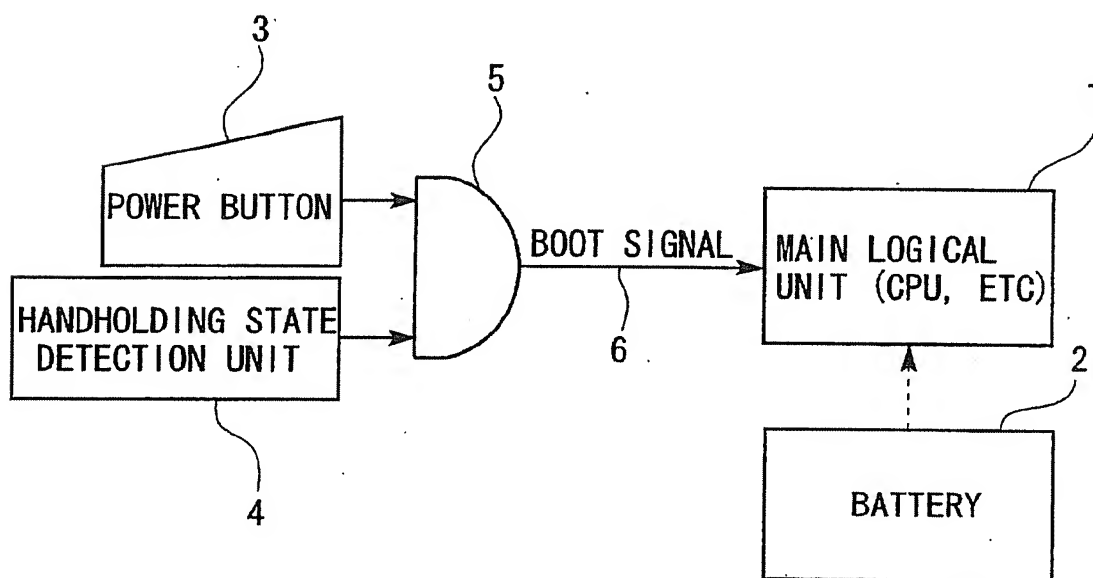 3
5
POWER BUTTON
BOOT SIGNAL
MAIN LOGICAL
UNIT (CPU, ETC)
HANDHOLDING STATE
DETECTION UNIT
6
2
4
BATTERY